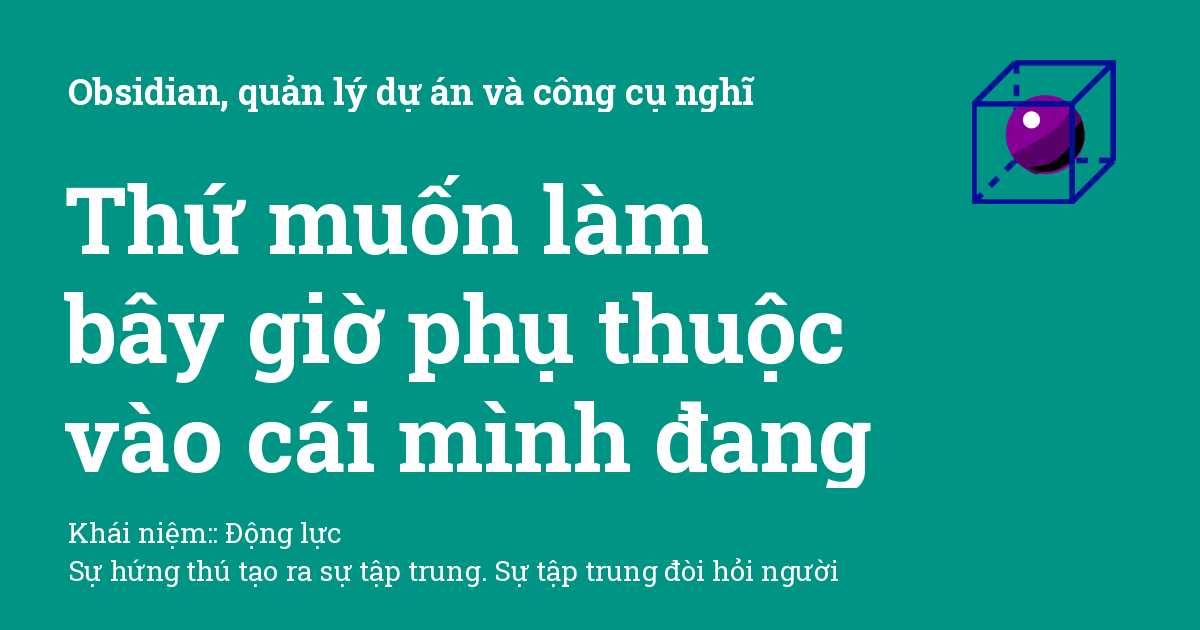 Obsidian, quản lý dự án và công cụ nghĩ
Thứ muốn làm
bây giờ phụ thuộc
vào cái mình đang
Khái niệm:: Động lực
Sự hứng thú tạo ra sự tập trung. Sự tập trung đòi hỏi người